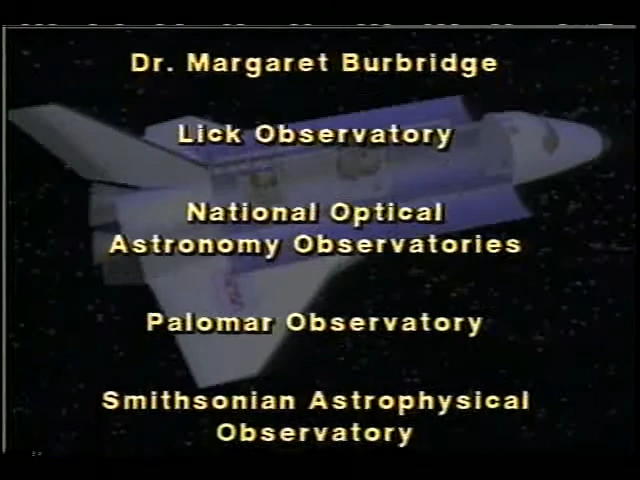 Dr. Margaret Burbridge
Lick Observatory
National Optical
Astronomy Observatories
Palomar Observatory
Smithsonian Astrophysical
Observatory